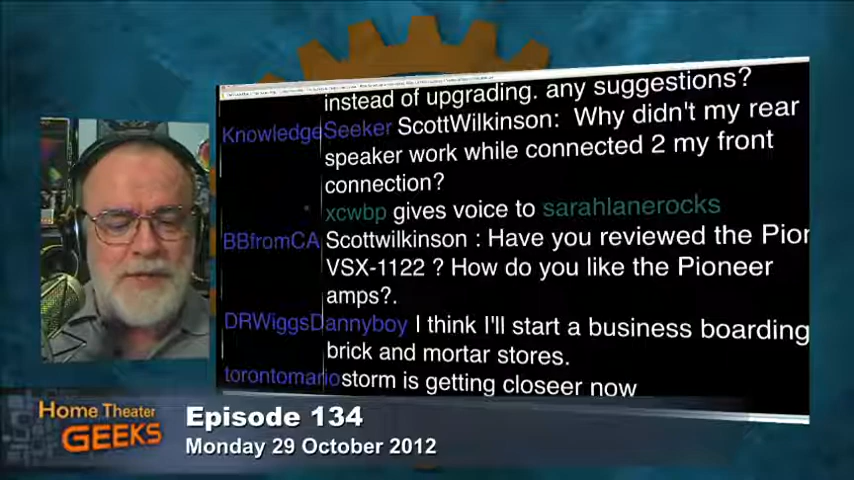 instead of upgrading. any suggestions?
KnowledgeSeeker ScottWilkinson: Why didn't my rear
speaker work while connected 2 my front
connection?
xcwbp gives voice to sarahlanerocks
BBfromCA Scottwilkinson : Have you reviewed the Pior
VSX-1122 ? How do you like the Pioneer
amps?.
DRWiggsDannyboy I think I'll start a business boarding
brick and mortar stores.
torontomario storm is getting closeer now
Home Theater
GEEKS
Episode 134
Monday 29 October 2012